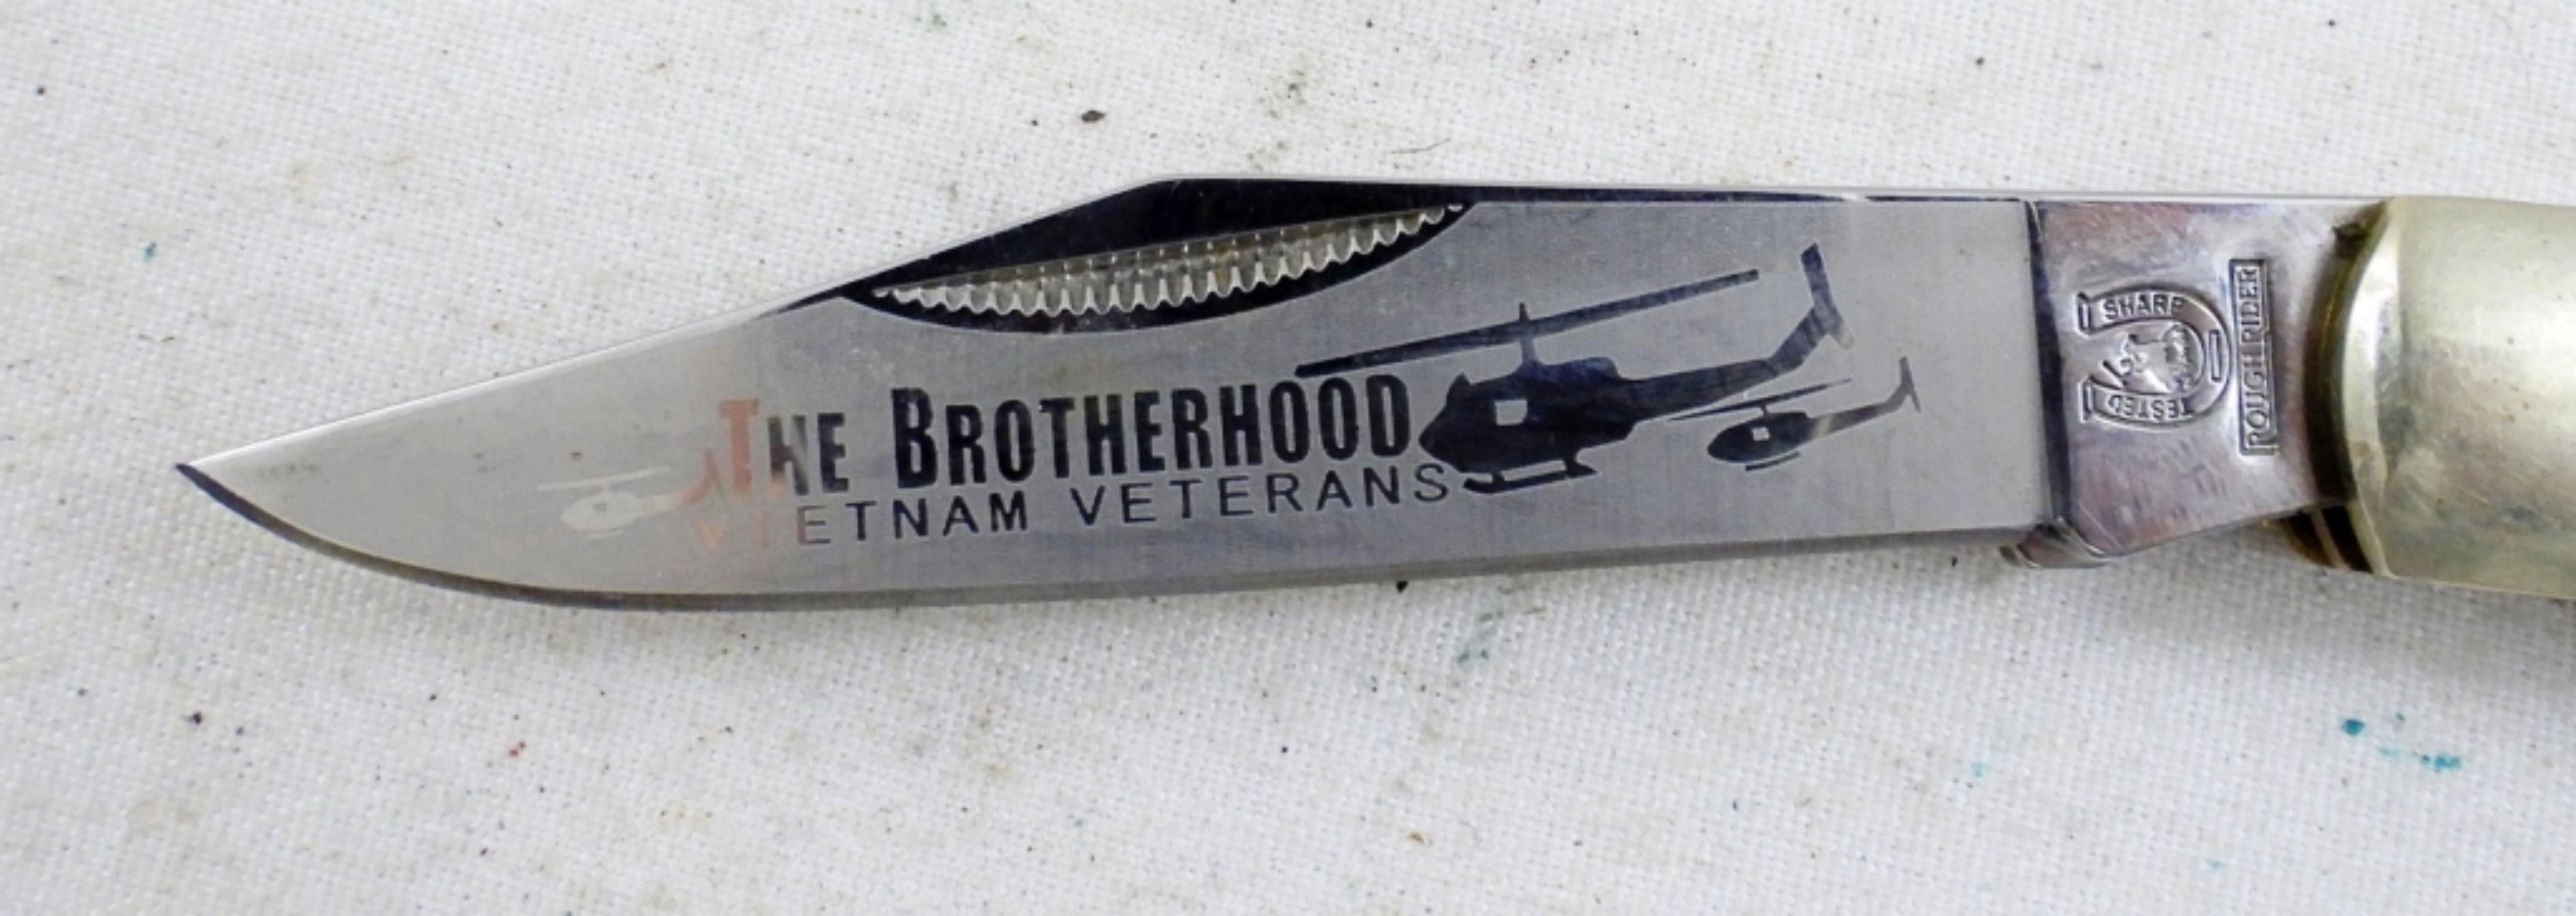 THE BROTHERHOOD
VIETNAM VETERANS
SHARP
TESTED
ROUGH RIDER